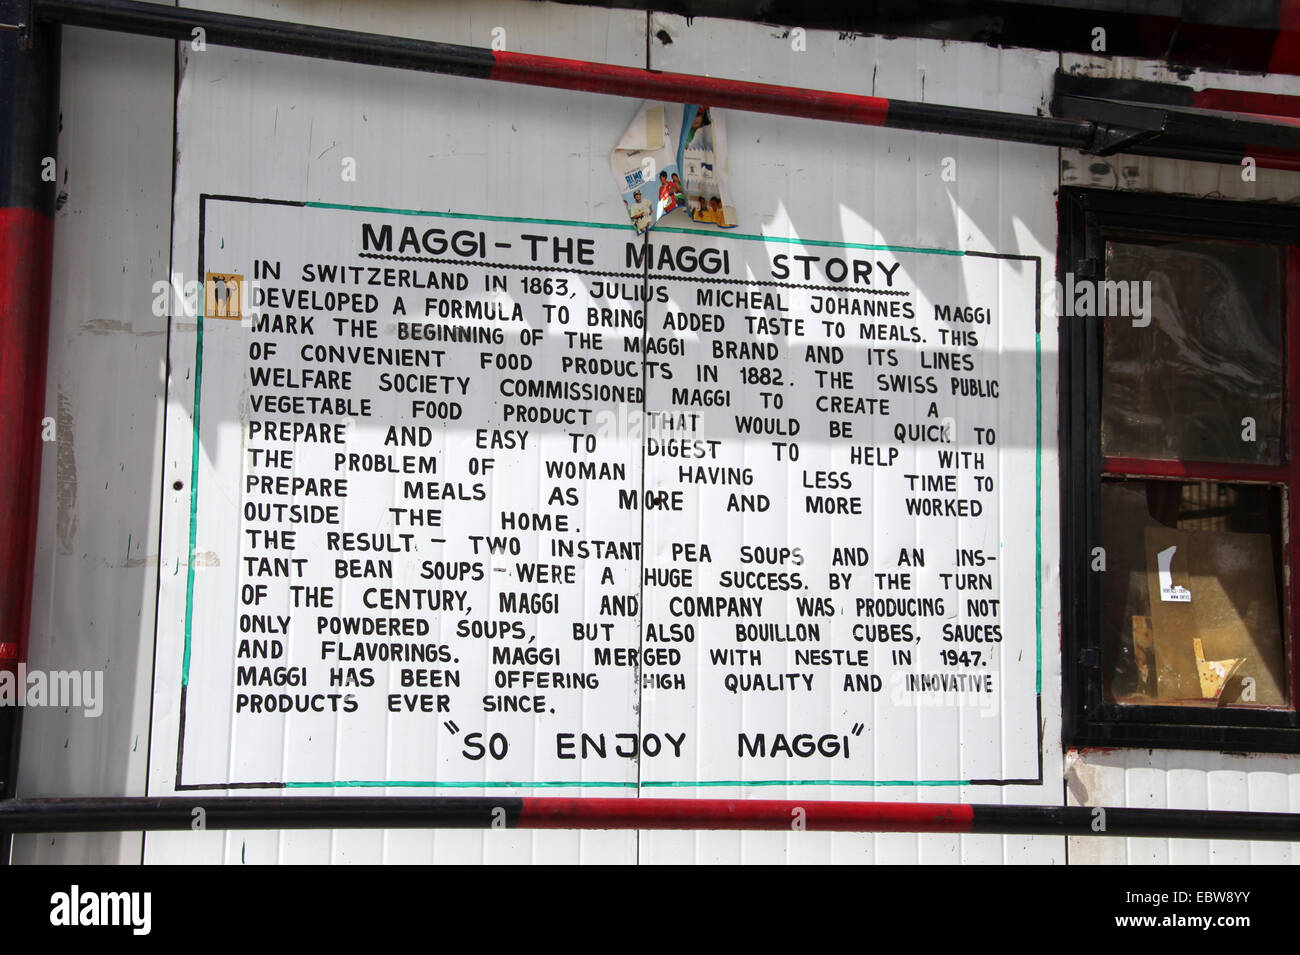 MAGGI - THE MAGGI STORY
IN SWITZERLAND IN 1863, JULIUS MICHEAL JOHANNES MAGGI
DEVELOPED A FORMULA TO BRING ADDED TASTE TO MEALS. THIS
MARK THE BEGINNING OF THE MAGGI BRAND AND ITS LINES
OF CONVENIENT FOOD PRODUCTS IN 1882. THE SWISS PUBLIC
WELFARE SOCIETY COMMISSIONED MAGGI TO CREATE A
VEGETABLE FOOD PRODUCT THAT WOULD BE QUICK TO
PREPARE AND EASY TO DIGEST TO HELP WITH
THE PROBLEM OF WOMAN HAVING LESS TIME TO
PREPARE MEALS AS MORE AND MORE WORKED
OUTSIDE THE HOME.
THE RESULT - TWO INSTANT PEA SOUPS AND AN INS-
TANT BEAN SOUPS - WERE A HUGE SUCCESS. BY THE TURN
OF THE CENTURY, MAGGI AND COMPANY WAS PRODUCING NOT
ONLY POWDERED SOUPS, BUT ALSO BOUILLON CUBES, SAUCES
AND FLAVORINGS. MAGGI MERGED WITH NESTLE IN 1947.
MAGGI HAS BEEN OFFERING HIGH QUALITY AND INNOVATIVE
PRODUCTS EVER SINCE.
"SO ENJOY MAGGI"
a alamy stock photo
EBW8YY
www.alamy.com